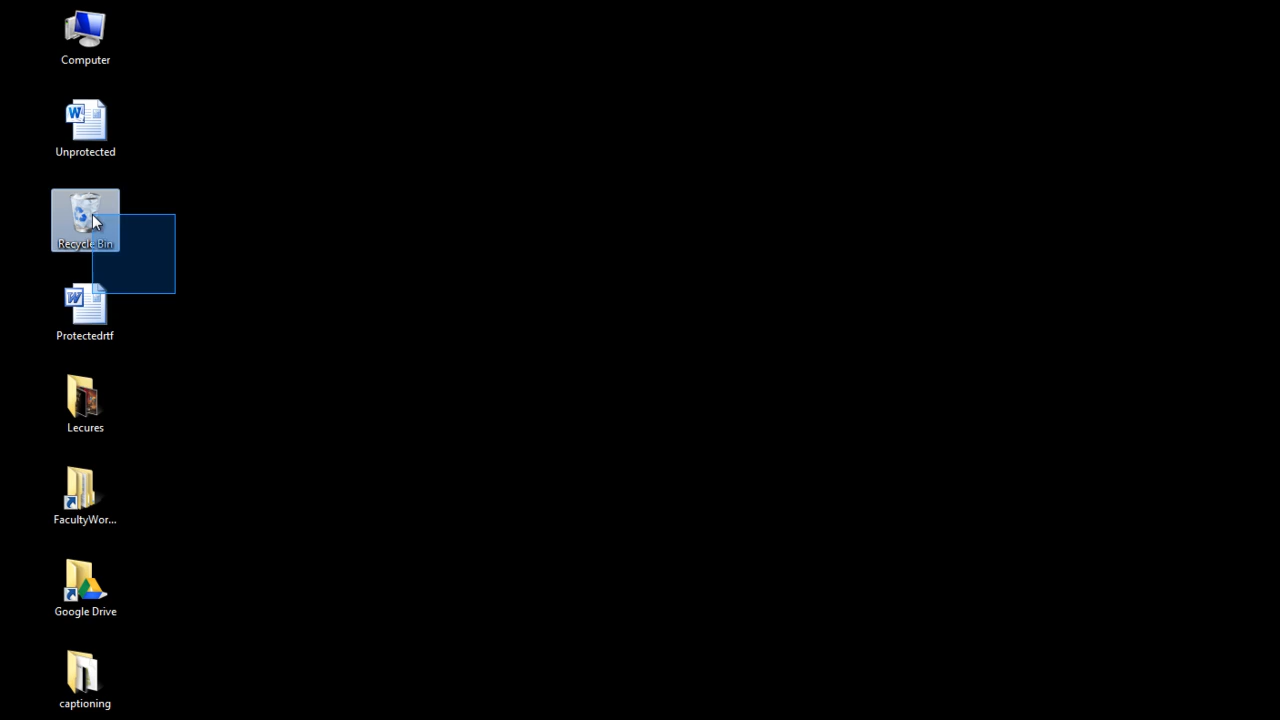 Computer
Unprotected
Recycle Bin
Protectedrtf
Lecures
FacultyWor...
Google Drive
captioning